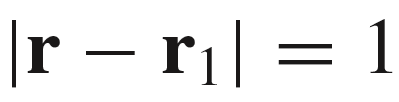 |𝐫 − 𝐫₁| = 1